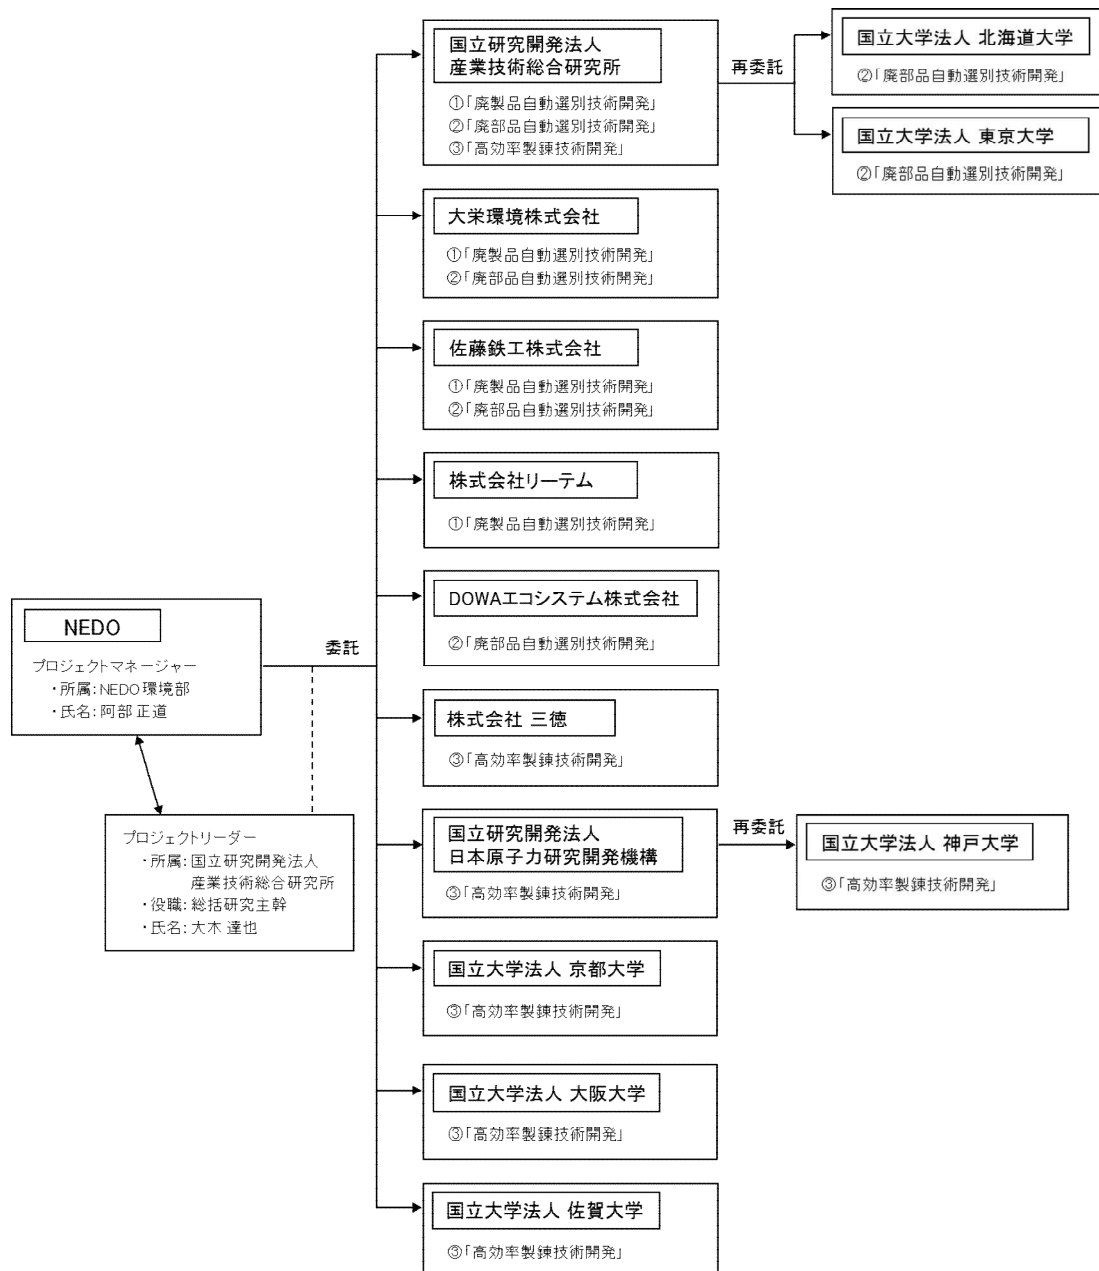 NEDO
プロジェクトマネージャー
・所属：NEDO 環境部
・氏名：阿部 正道
プロジェクトリーダー
・所属：国立研究開発法人
産業技術総合研究所
・役職：総括研究主幹
・氏名：大木 達也
委託
国立研究開発法人
産業技術総合研究所
①「廃製品自動選別技術開発」
②「廃部品自動選別技術開発」
③「高効率製錬技術開発」
再委託
国立大学法人 北海道大学
②「廃部品自動選別技術開発」
国立大学法人 東京大学
②「廃部品自動選別技術開発」
大栄環境株式会社
①「廃製品自動選別技術開発」
②「廃部品自動選別技術開発」
佐藤鉄工株式会社
①「廃製品自動選別技術開発」
②「廃部品自動選別技術開発」
株式会社リーテム
①「廃製品自動選別技術開発」
DOWAエコシステム株式会社
②「廃部品自動選別技術開発」
株式会社 三徳
③「高効率製錬技術開発」
国立研究開発法人
日本原子力研究開発機構
③「高効率製錬技術開発」
再委託
国立大学法人 神戸大学
③「高効率製錬技術開発」
国立大学法人 京都大学
③「高効率製錬技術開発」
国立大学法人 大阪大学
③「高効率製錬技術開発」
国立大学法人 佐賀大学
③「高効率製錬技術開発」